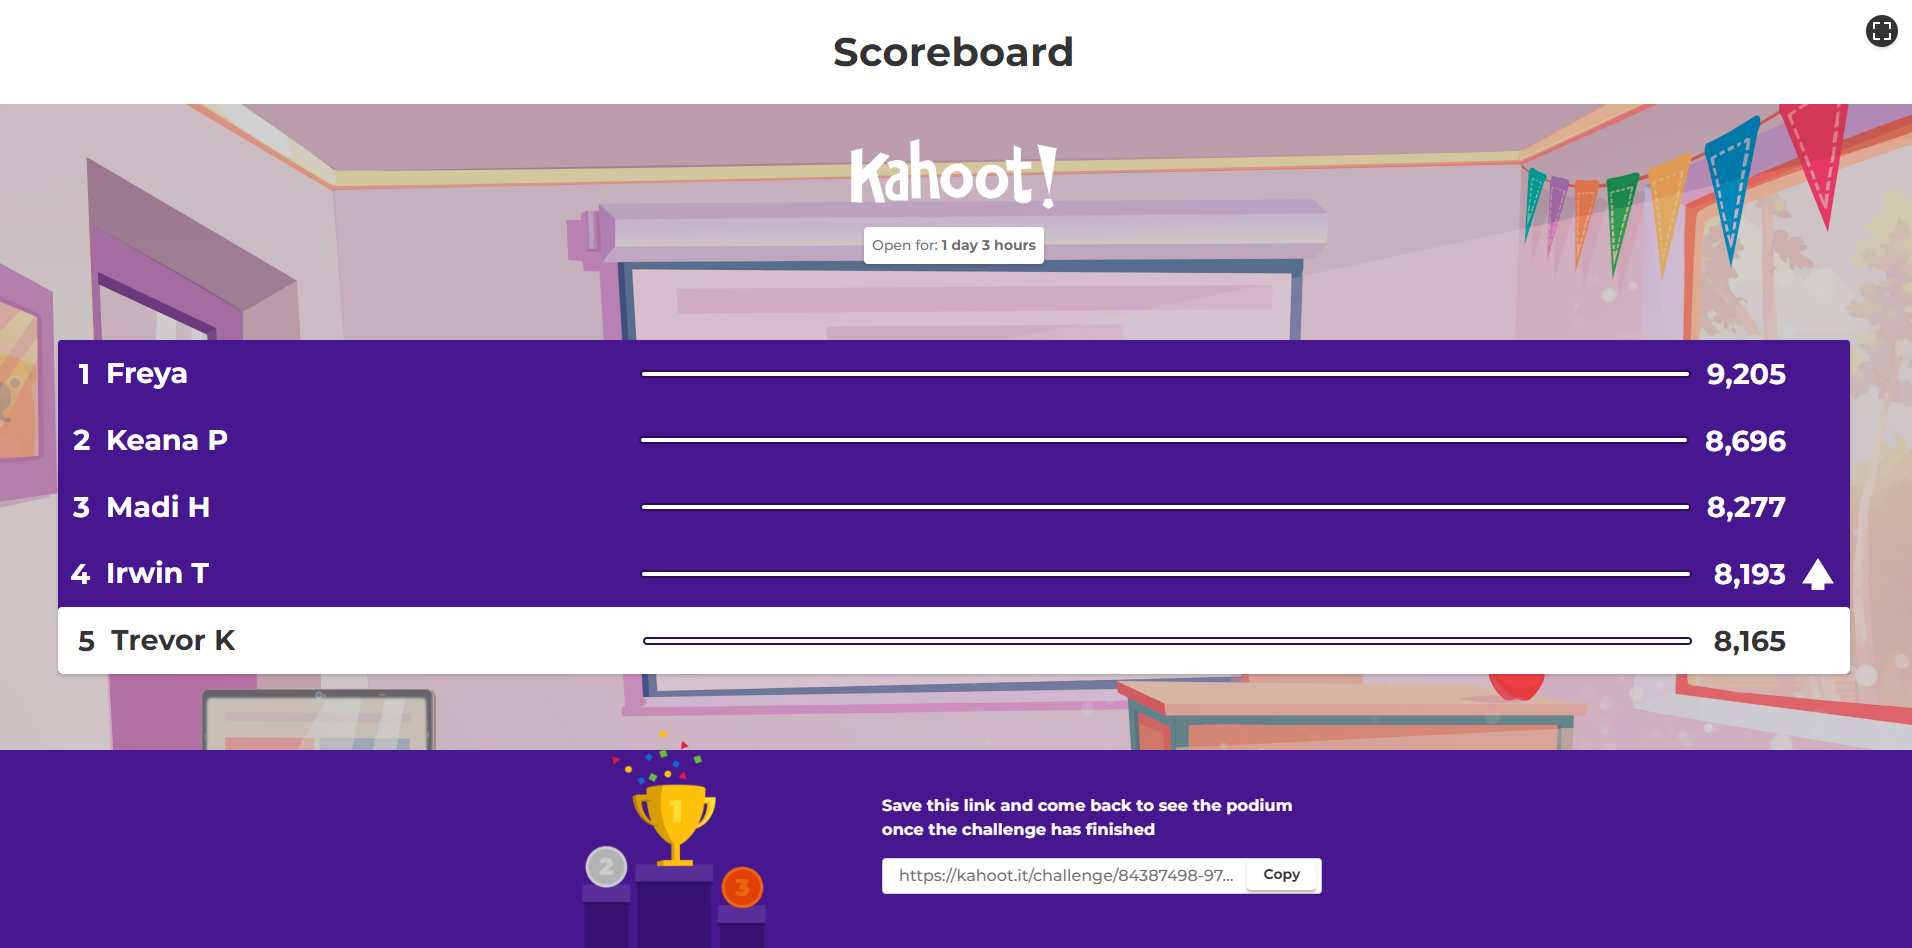 Scoreboard
Kahoot!
Open for: 1 day 3 hours
1 Freya 9,205
2 Keana P 8,696
3 Madi H 8,277
4 Irwin T 8,193
5 Trevor K 8,165
1
2
3
Save this link and come back to see the podium
once the challenge has finished
https://kahoot.it/challenge/84387498-97... Copy